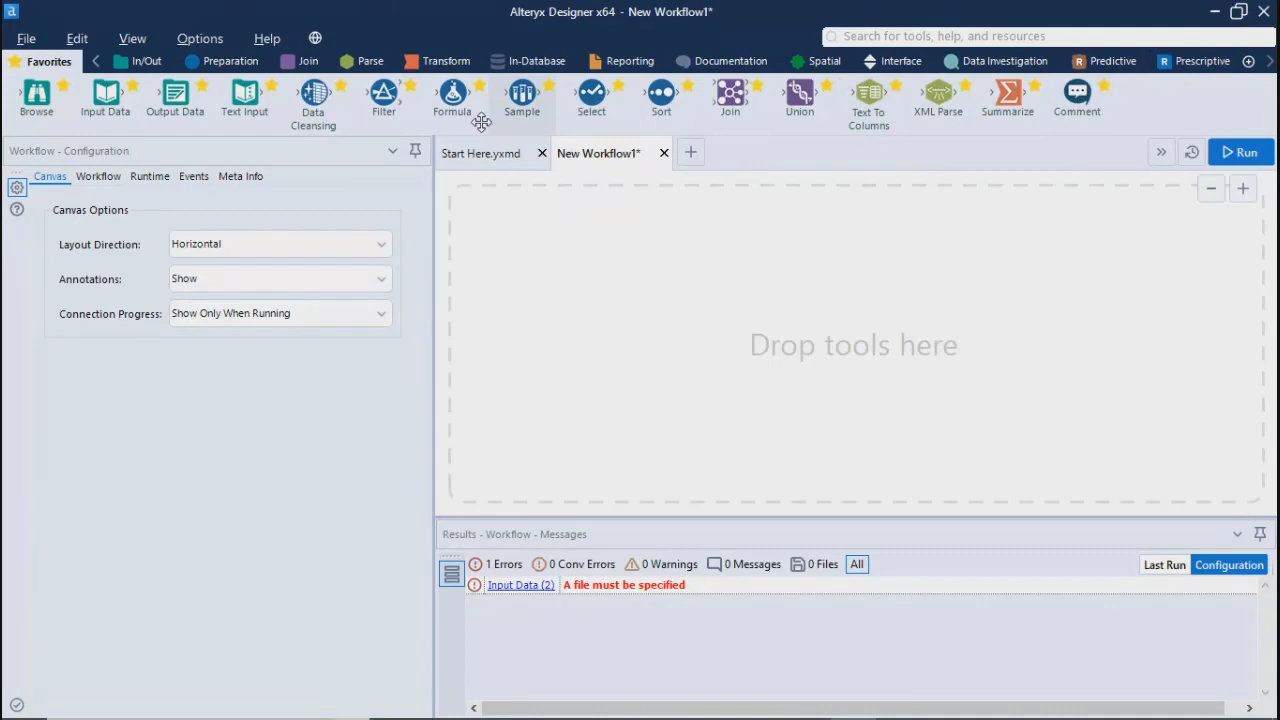 Alteryx Designer x64 - New Workflow1*
File Edit View Options Help
Search for tools, help, and resources
Favorites In/Out Preparation Join Parse Transform In-Database Reporting Documentation Spatial Interface Data Investigation Predictive Prescriptive
Browse Input Data Output Data Text Input Data Cleansing Filter Formula Sample Select Sort Join Union Text To Columns XML Parse Summarize Comment
Workflow - Configuration
Start Here.yxmd New Workflow1* Run
Canvas Workflow Runtime Events Meta Info
Canvas Options
Layout Direction: Horizontal
Annotations: Show
Connection Progress: Show Only When Running
Drop tools here
Results - Workflow - Messages
1 Errors 0 Conv Errors 0 Warnings 0 Messages 0 Files All Last Run Configuration
Input Data (2) A file must be specified